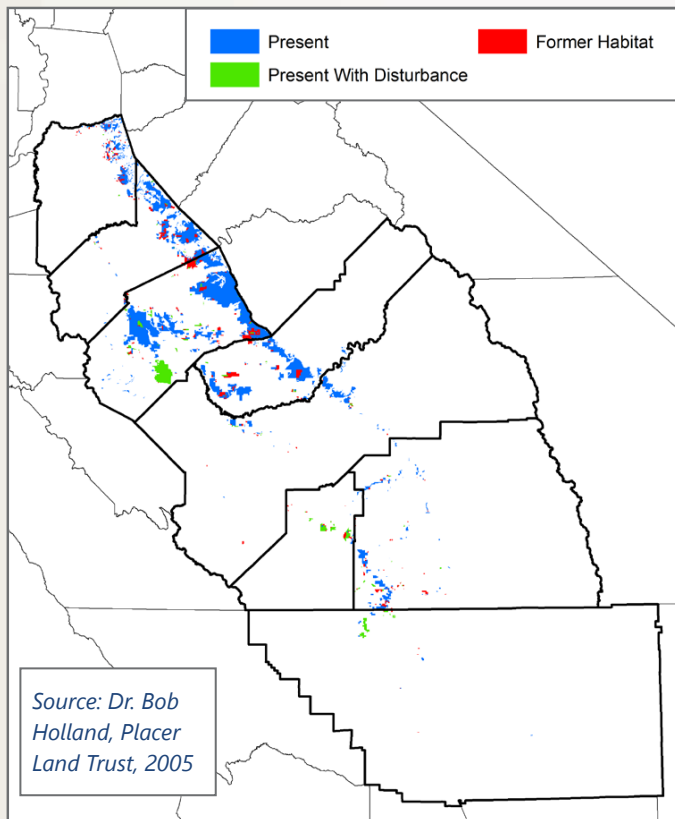 Present
Former Habitat
Present With Disturbance
Source: Dr. Bob
Holland, Placer
Land Trust, 2005